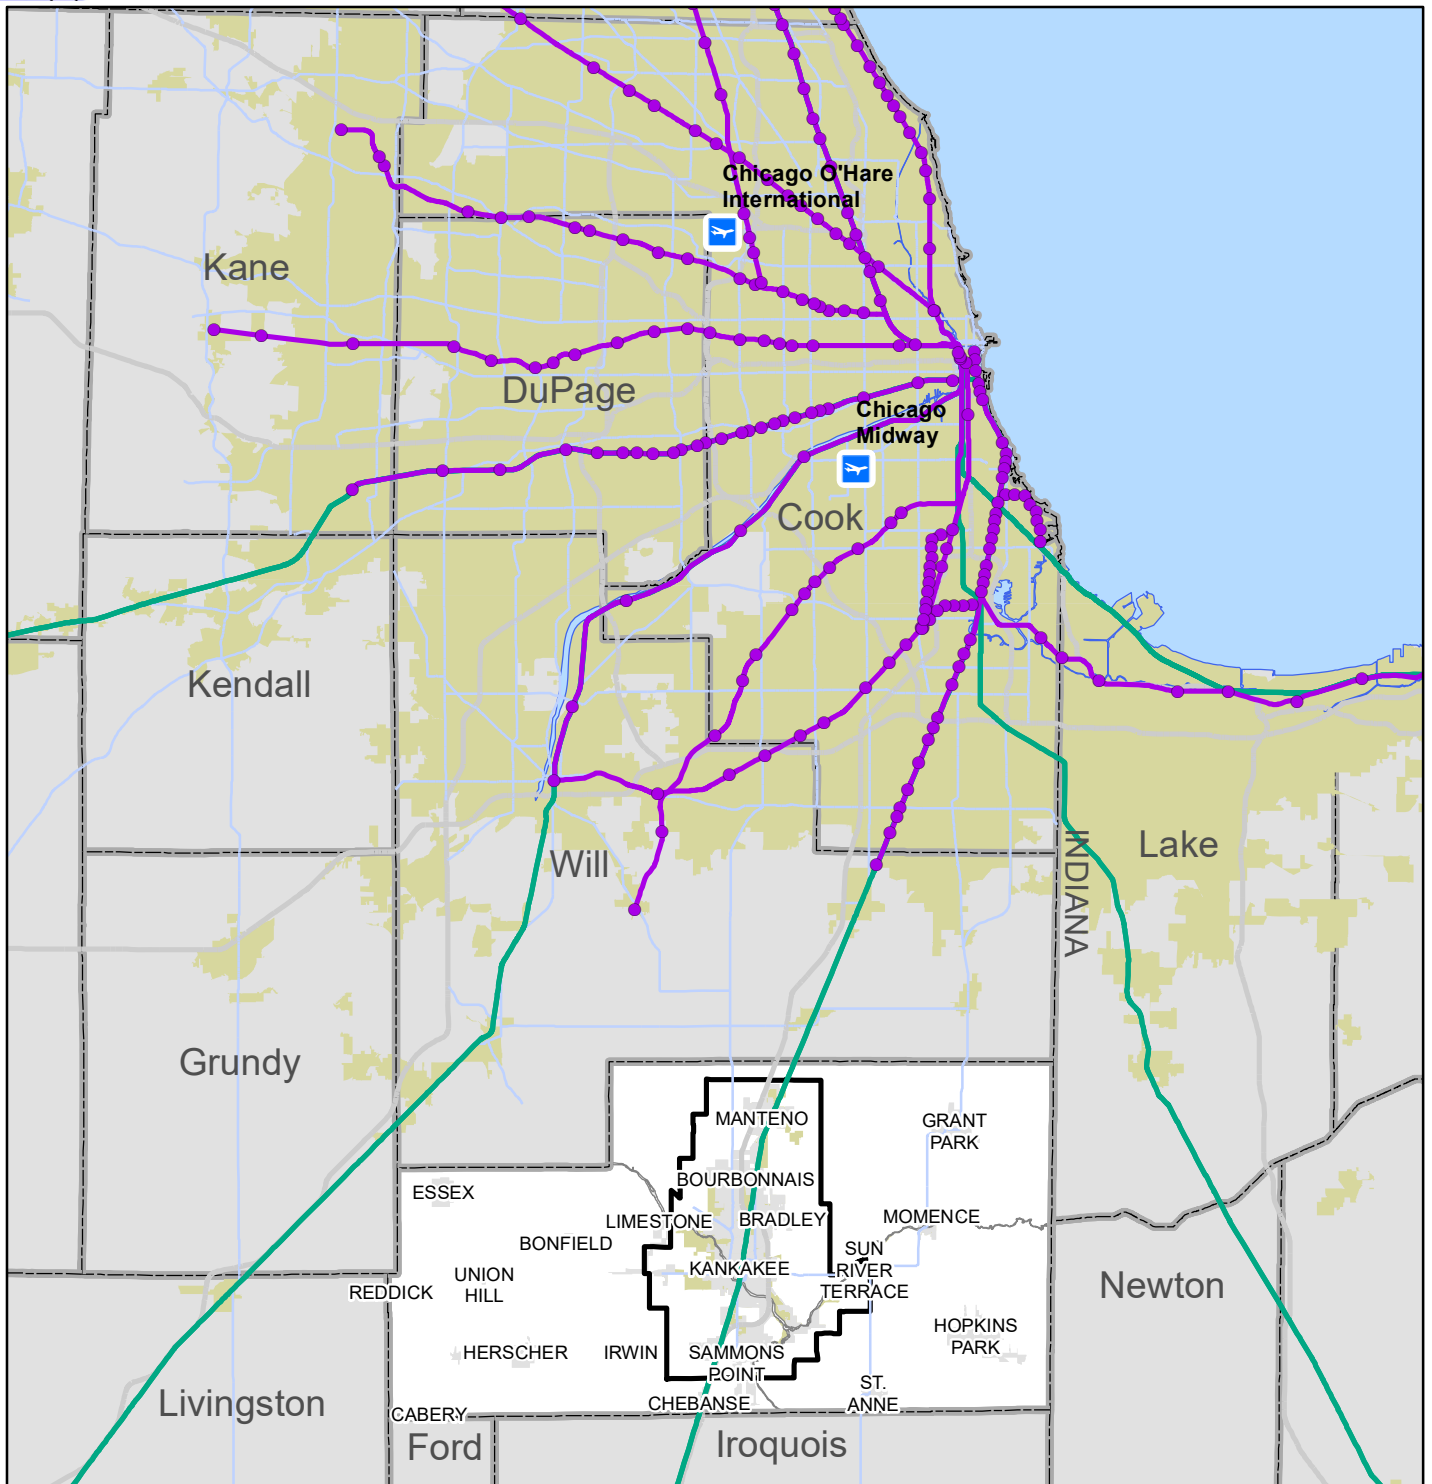 Chicago O'Hare
International
Kane
DuPage
Chicago
Midway
Cook
Kendall
Will
INDIANA
Lake
Grundy
MANTENO
GRANT
PARK
BOURBONNAIS
ESSEX
LIMESTONE
BRADLEY
MOMENCE
BONFIELD
SUN
RIVER
TERRACE
KANKAKEE
UNION
HILL
REDDICK
Newton
HOPKINS
PARK
HERSCHER
IRWIN
SAMMONS
POINT
ST.
ANNE
CHEBANSE
Livingston
CABERY
Ford
Iroquois